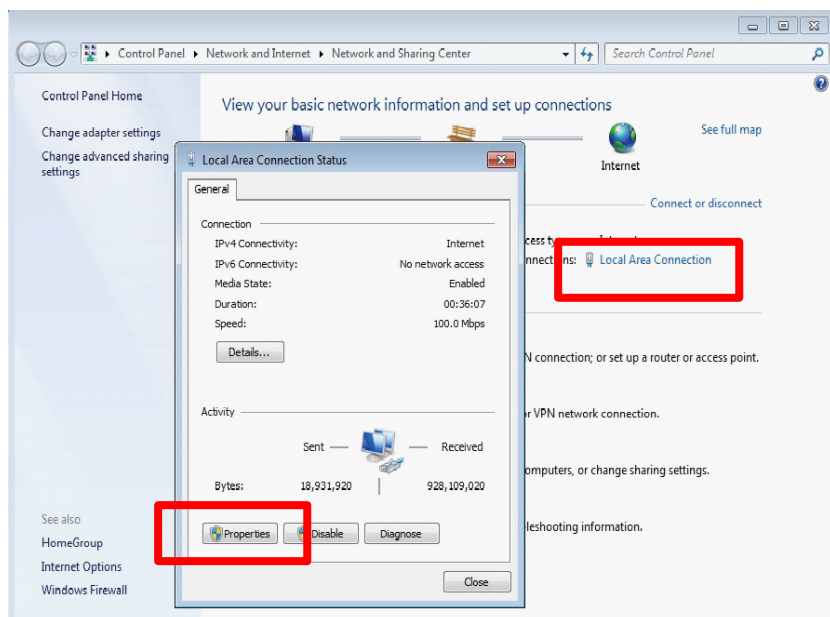 Control Panel ▸ Network and Internet ▸ Network and Sharing Center
Search Control Panel
Control Panel Home
Change adapter settings
Change advanced sharing
settings
View your basic network information and set up connections
See full map
Internet
Connect or disconnect
Local Area Connection
N connection; or set up a router or access point.
or VPN network connection.
omputers, or change sharing settings.
leshooting information.
Local Area Connection Status
General
Connection
IPv4 Connectivity: Internet
IPv6 Connectivity: No network access
Media State: Enabled
Duration: 00:36:07
Speed: 100.0 Mbps
Details...
Activity
Sent Received
Bytes: 18,931,920 928,109,020
Properties Disable Diagnose
Close
See also
HomeGroup
Internet Options
Windows Firewall